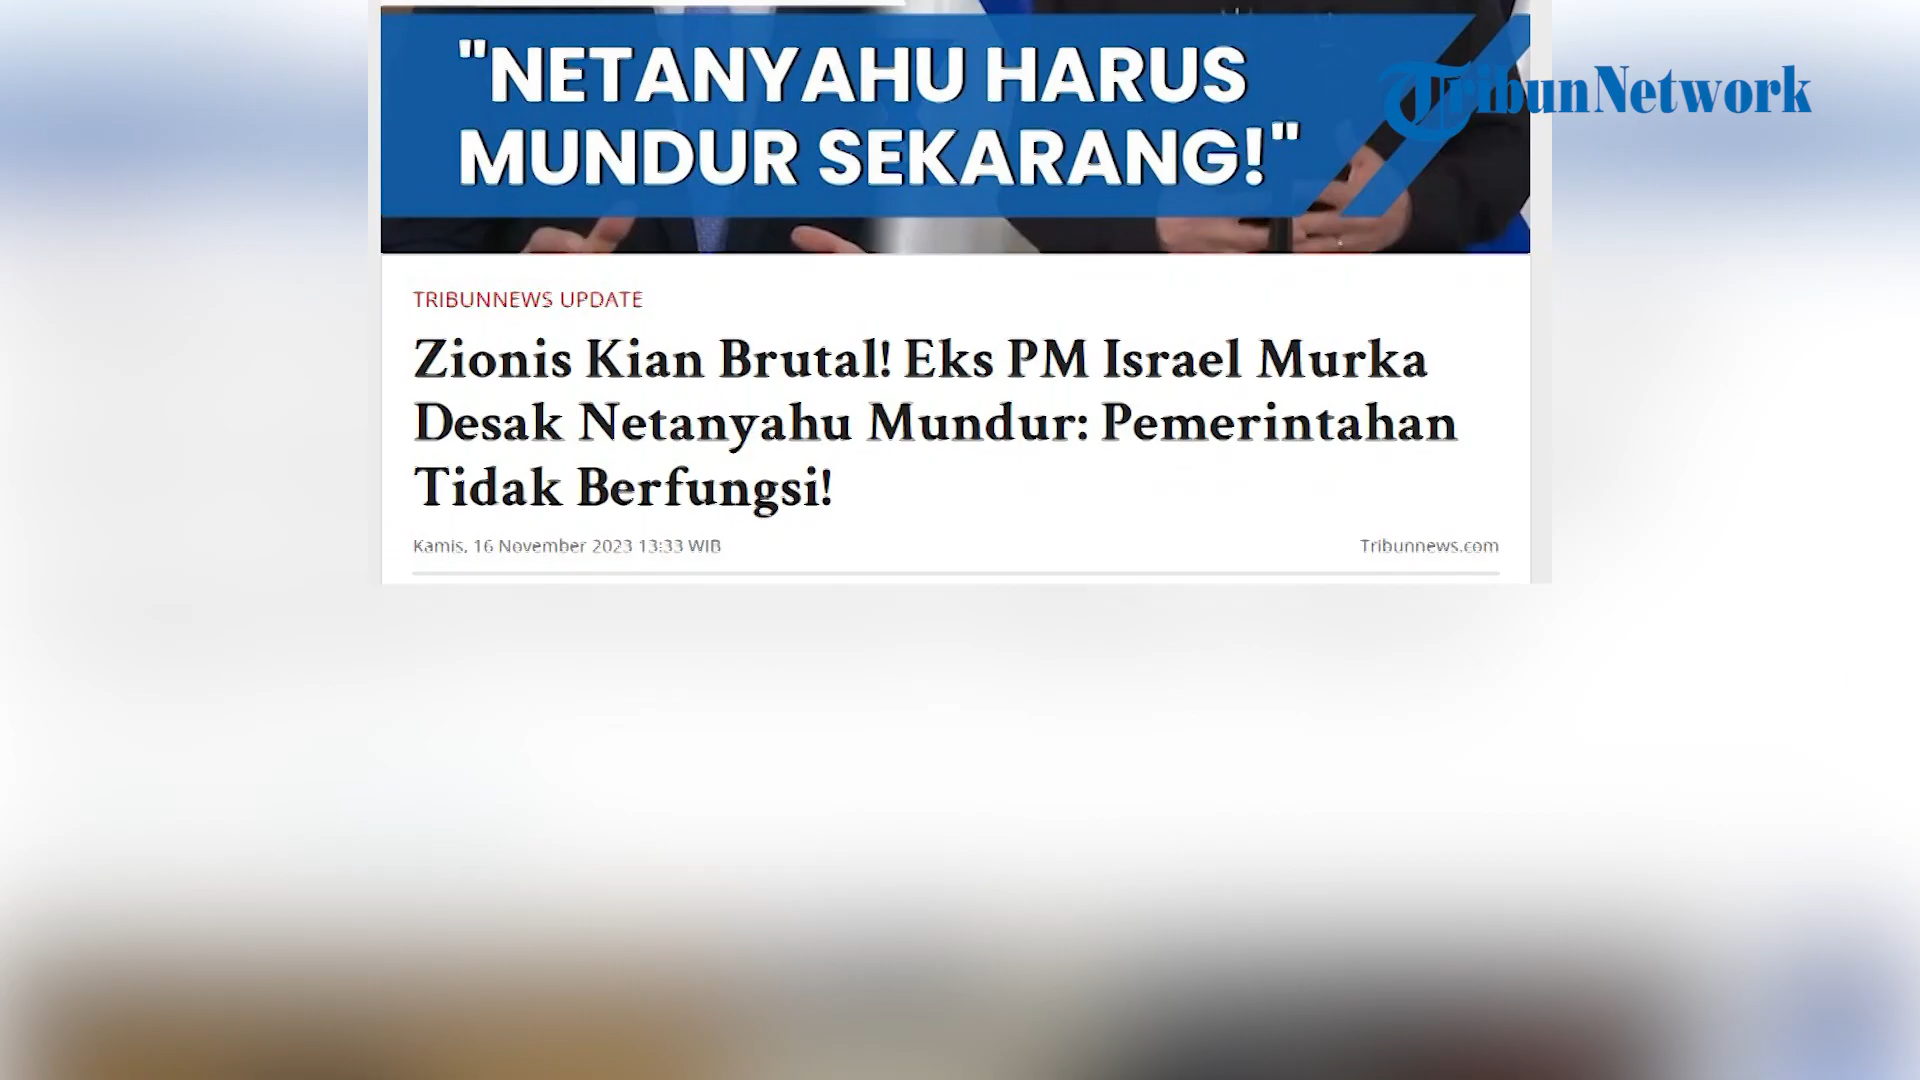 "NETANYAHU HARUS
MUNDUR SEKARANG!"
TribunNetwork
TRIBUNNEWS UPDATE
Zionis Kian Brutal! Eks PM Israel Murka
Desak Netanyahu Mundur: Pemerintahan
Tidak Berfungsi!
Kamis, 16 November 2023 13:33 WIB
Tribunnews.com